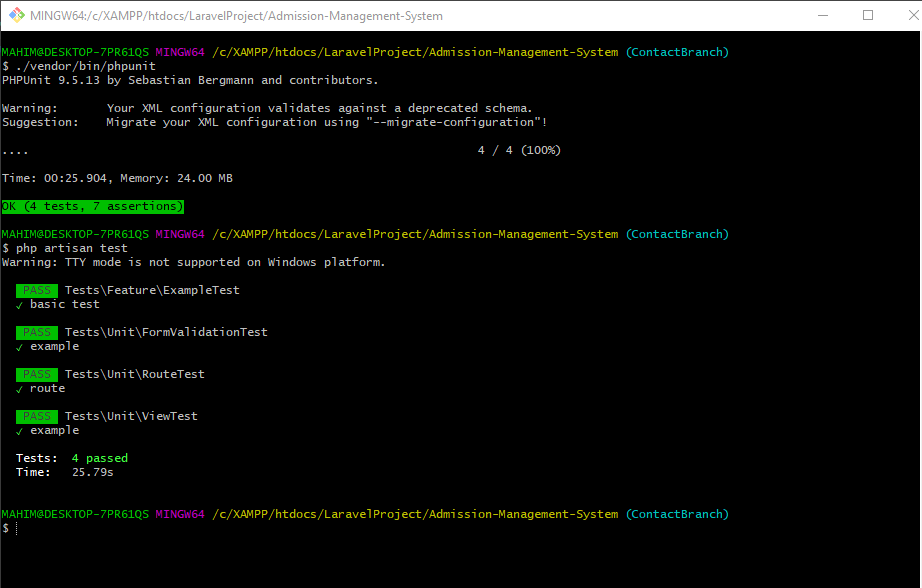 MINGW64:/c/XAMPP/htdocs/LaravelProject/Admission-Management-System
MAHIM@DESKTOP-7PR61QS MINGW64 /c/XAMPP/htdocs/LaravelProject/Admission-Management-System (ContactBranch)
$ ./vendor/bin/phpunit
PHPUnit 9.5.13 by Sebastian Bergmann and contributors.
Warning:       Your XML configuration validates against a deprecated schema.
Suggestion:    Migrate your XML configuration using "--migrate-configuration"!
....                                                                4 / 4 (100%)
Time: 00:25.904, Memory: 24.00 MB
OK (4 tests, 7 assertions)
MAHIM@DESKTOP-7PR61QS MINGW64 /c/XAMPP/htdocs/LaravelProject/Admission-Management-System (ContactBranch)
$ php artisan test
Warning: TTY mode is not supported on Windows platform.
PASS Tests\Feature\ExampleTest
✓ basic test
PASS Tests\Unit\FormValidationTest
✓ example
PASS Tests\Unit\RouteTest
✓ route
PASS Tests\Unit\ViewTest
✓ example
Tests:  4 passed
Time:   25.79s
MAHIM@DESKTOP-7PR61QS MINGW64 /c/XAMPP/htdocs/LaravelProject/Admission-Management-System (ContactBranch)
$